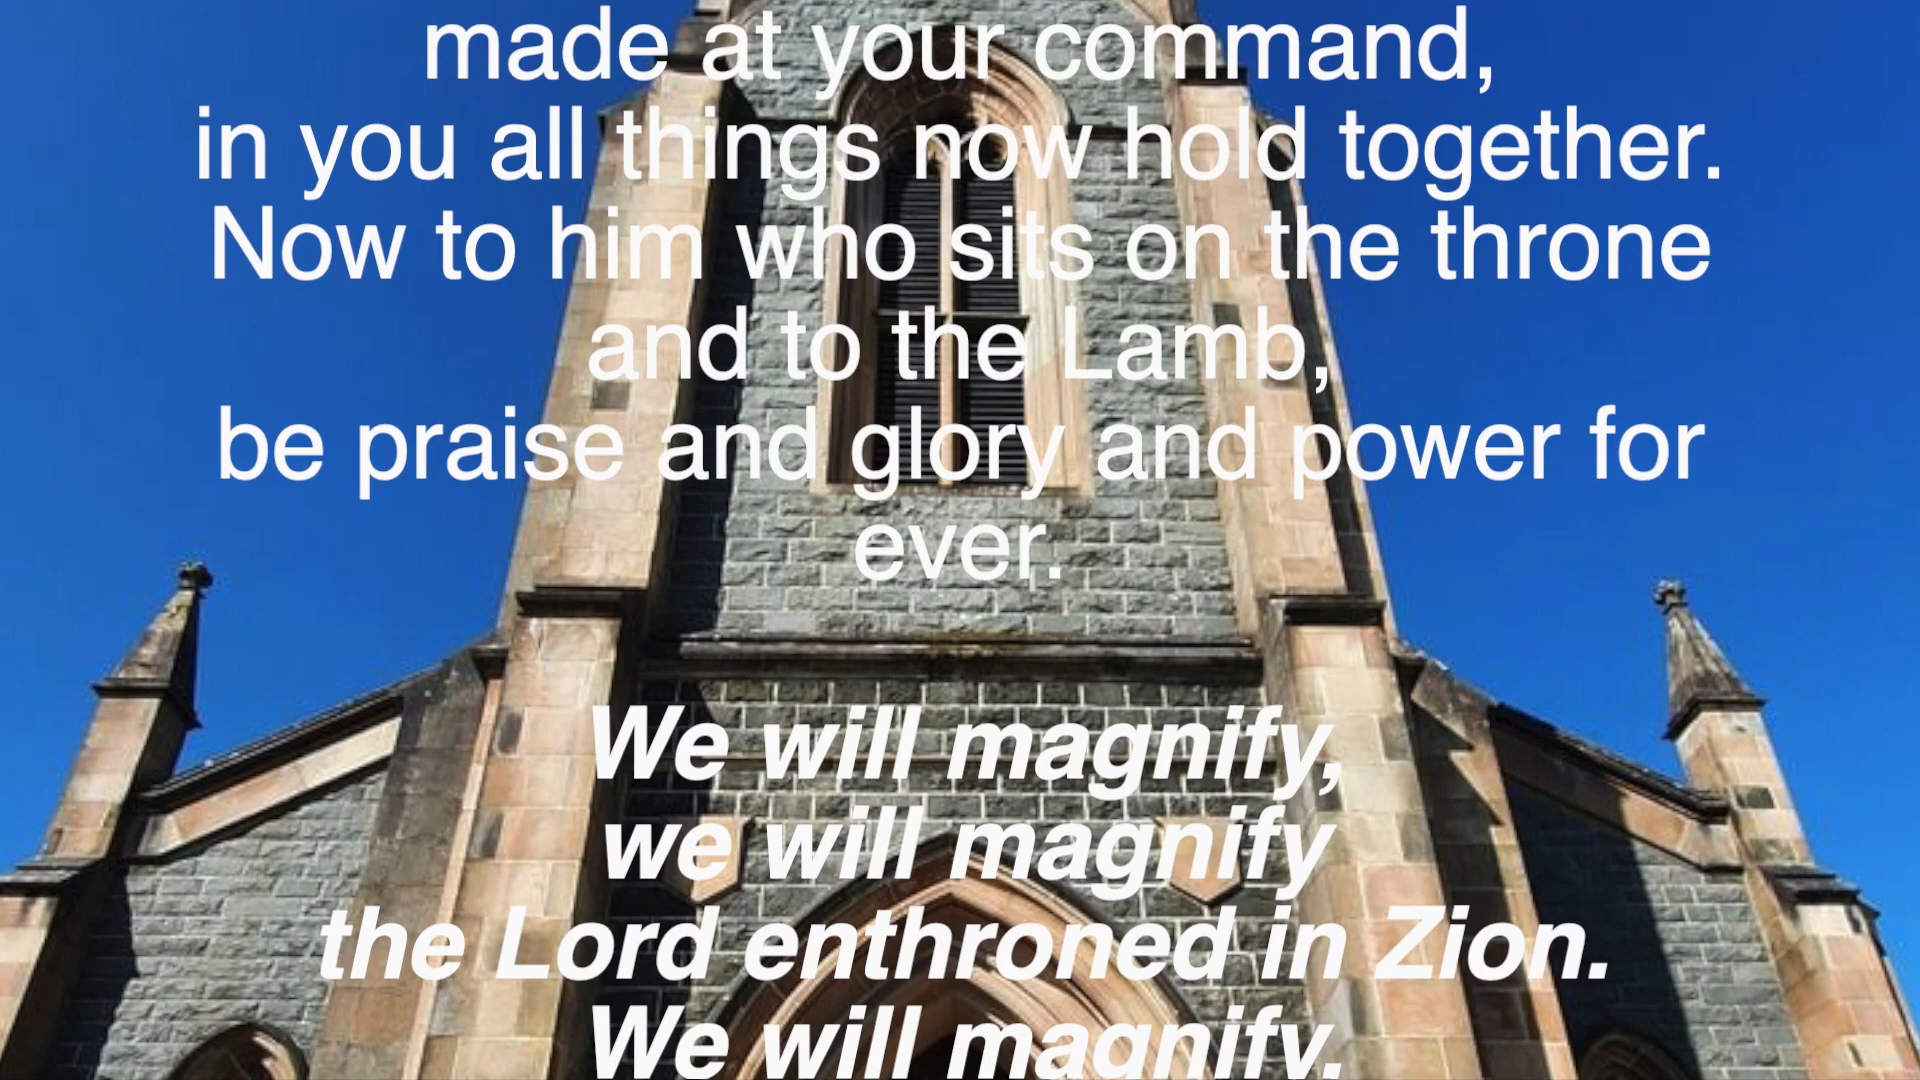 made at your command,
in you all things now hold together.
Now to him who sits on the throne
and to the Lamb,
be praise and glory and power for
ever.
We will magnify,
we will magnify
the Lord enthroned in Zion.
We will magnify,